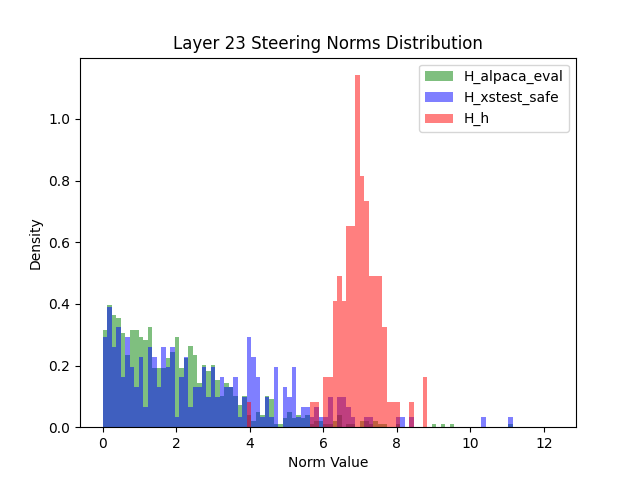 Layer 23 Steering Norms Distribution
H_alpaca_eval
H_xstest_safe
H_h
Density
1.0
0.8
0.6
0.4
0.2
0.0
0 2 4 6 8 10 12
Norm Value